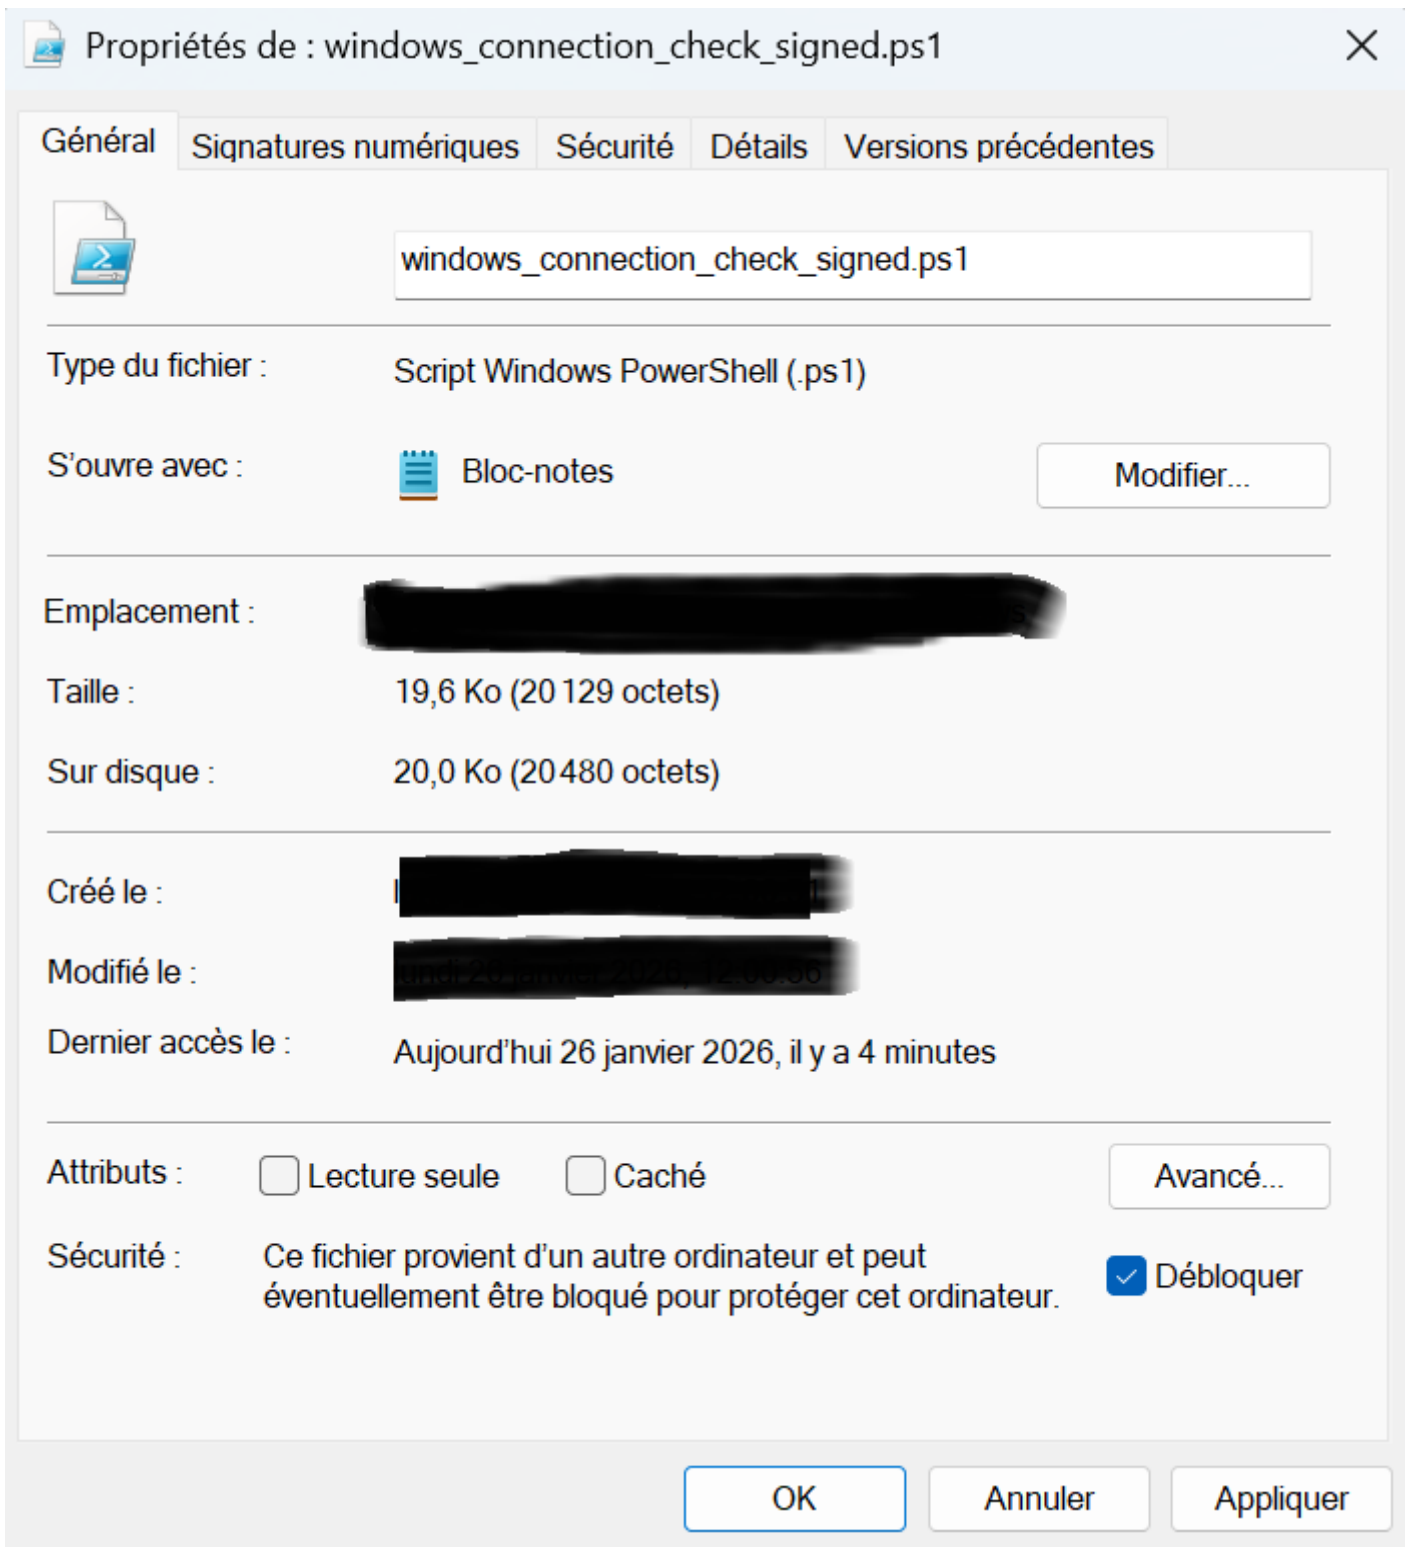 Propriétés de : windows_connection_check_signed.ps1
Général Signatures numériques Sécurité Détails Versions précédentes
windows_connection_check_signed.ps1
Type du fichier : Script Windows PowerShell (.ps1)
S'ouvre avec : Bloc-notes Modifier...
Emplacement :
Taille : 19,6 Ko (20 129 octets)
Sur disque : 20,0 Ko (20 480 octets)
Créé le :
Modifié le :
Dernier accès le : Aujourd'hui 26 janvier 2026, il y a 4 minutes
Attributs : Lecture seule Caché Avancé...
Sécurité : Ce fichier provient d'un autre ordinateur et peut
éventuellement être bloqué pour protéger cet ordinateur. Débloquer
OK Annuler Appliquer